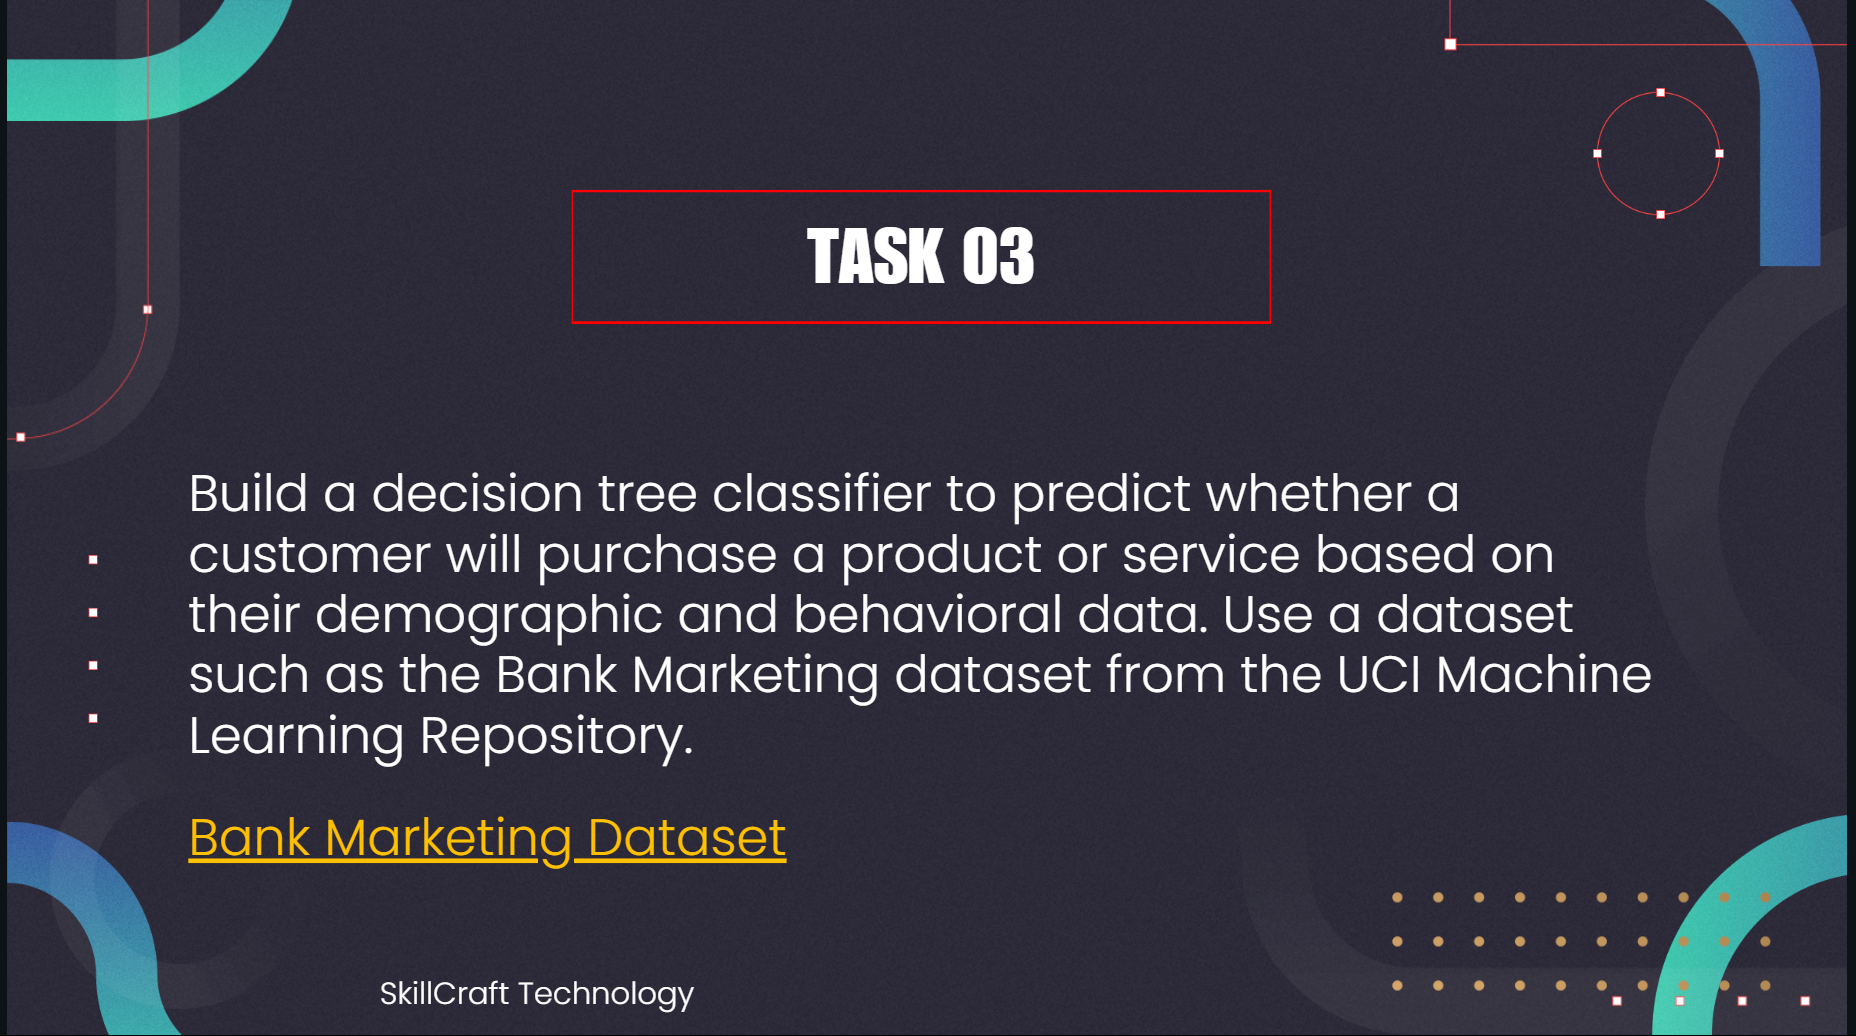 TASK 03
Build a decision tree classifier to predict whether a
customer will purchase a product or service based on
their demographic and behavioral data. Use a dataset
such as the Bank Marketing dataset from the UCI Machine
Learning Repository.
Bank Marketing Dataset
SkillCraft Technology